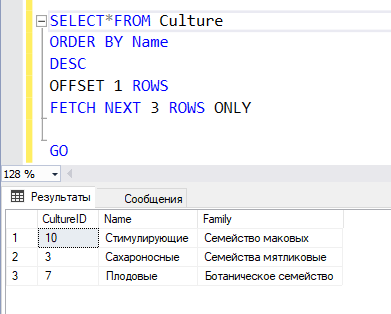 SELECT*FROM Culture
ORDER BY Name
DESC
OFFSET 1 ROWS
FETCH NEXT 3 ROWS ONLY
GO
128 %
Результаты Сообщения
CultureID Name Family
1 10 Стимулирующие Семейство маковых
2 3 Сахароносные Семейства мятликовые
3 7 Плодовые Ботаническое семейство